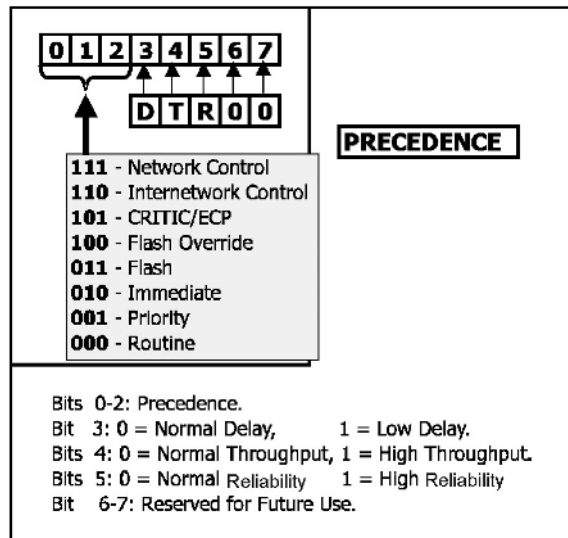 0 1 2 3 4 5 6 7
D T R 0 0
PRECEDENCE
111 - Network Control
110 - Internetwork Control
101 - CRITIC/ECP
100 - Flash Override
011 - Flash
010 - Immediate
001 - Priority
000 - Routine
Bits 0-2: Precedence.
Bit 3: 0 = Normal Delay, 1 = Low Delay.
Bits 4: 0 = Normal Throughput, 1 = High Throughput.
Bits 5: 0 = Normal Reliability 1 = High Reliability
Bit 6-7: Reserved for Future Use.